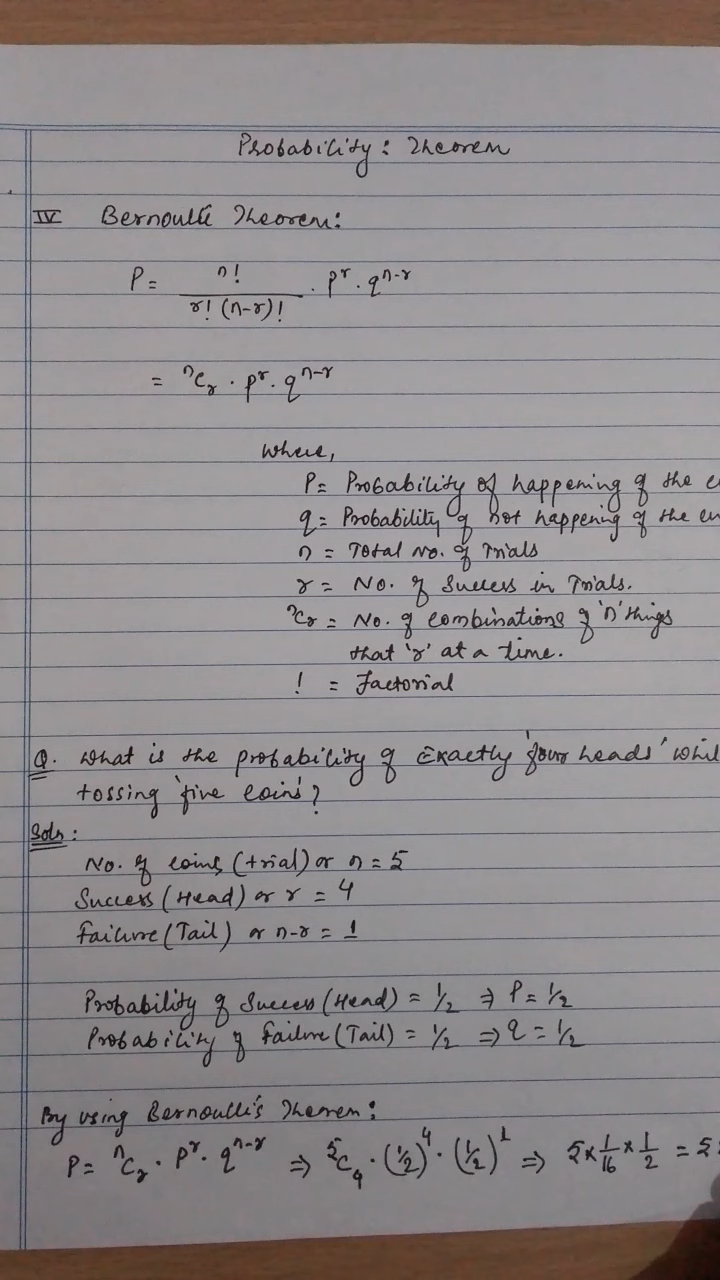 Probability: Theorem
IV Bernoulli Theorem:
P = n! / r! (n-r)! . p^r . q^n-r
= ⁿCr . p^r . q^n-r
where,
P = Probability of happening of the
q = Probability of not happening of the
n = Total No. of Trials
r = No. of Success in Trials.
ⁿCr = No. of combinations of 'n' things
that 'r' at a time.
! = Factorial
Q. What is the probability of Exactly 'four heads'
tossing 'five coins'?
Soln:
No. of coins (trial) or n = 5
Success (Head) or r = 4
Failure (Tail) or n-r = 1
Probability of Success (Head) = 1/2 ⇒ P = 1/2
Probability of Failure (Tail) = 1/2 ⇒ q = 1/2
By using Bernoulli's Theorem:
P = ⁿCr . p^r . q^n-r ⇒ ⁵C₄ . (1/2)^4 . (1/2)^1 ⇒ 5 × 1/16 × 1/2 = 5